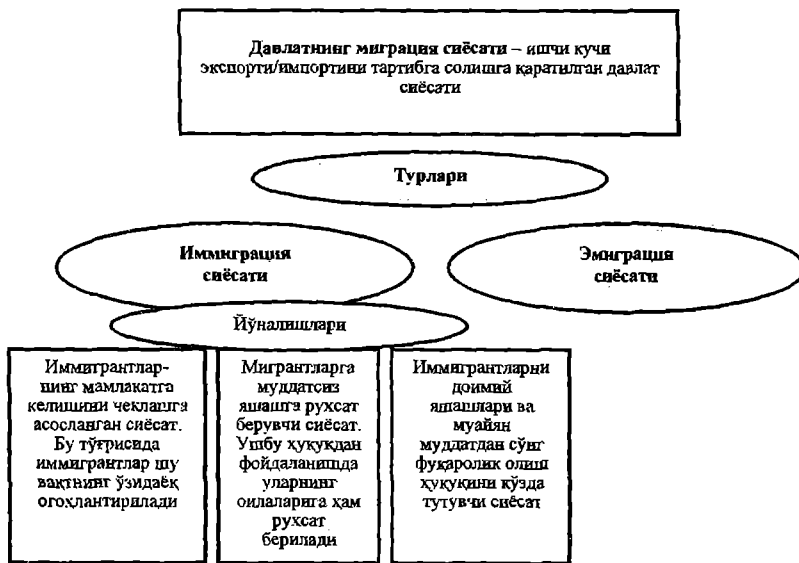 Давлатнинг миграция сиёсати – ишчи кучи
экспорти/импортини тартибга солишга қаратилган давлат
сиёсати
Турлари
Иммиграция
сиёсати
Эмиграция
сиёсати
Йўналишлари
Иммигрантлар-
нинг мамлакатга
келишини чеклашга
асосланган сиёсат.
Бу тўғрисида
иммигрантлар шу
вақтнинг ўзидаёқ
огоҳлантирилади
Мигрантларга
муддатсиз
яшашга рухсат
берувчи сиёсат.
Ушбу ҳуқуқдан
фойдаланишда
уларнинг
оилаларига ҳам
рухсат
берилади
Иммигрантларни
доимий
яшашлари ва
муайян
муддатдан сўнг
фуқаролик олиш
ҳуқуқини кўзда
тутувчи сиёсат